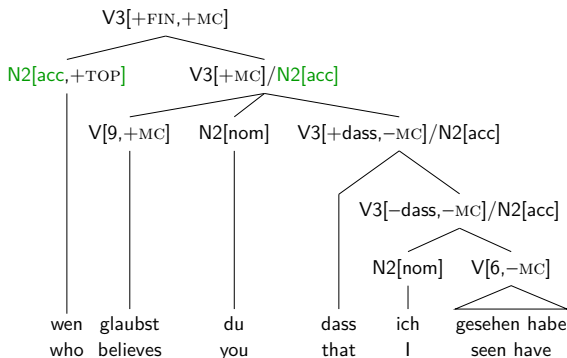 V3[+FIN,+MC]
N2[acc,+TOP] V3[+MC]/N2[acc]
V[9,+MC] N2[nom] V3[+dass,−MC]/N2[acc]
V3[−dass,−MC]/N2[acc]
N2[nom] V[6,−MC]
wen glaubst du dass ich gesehen habe
who believes you that I seen have